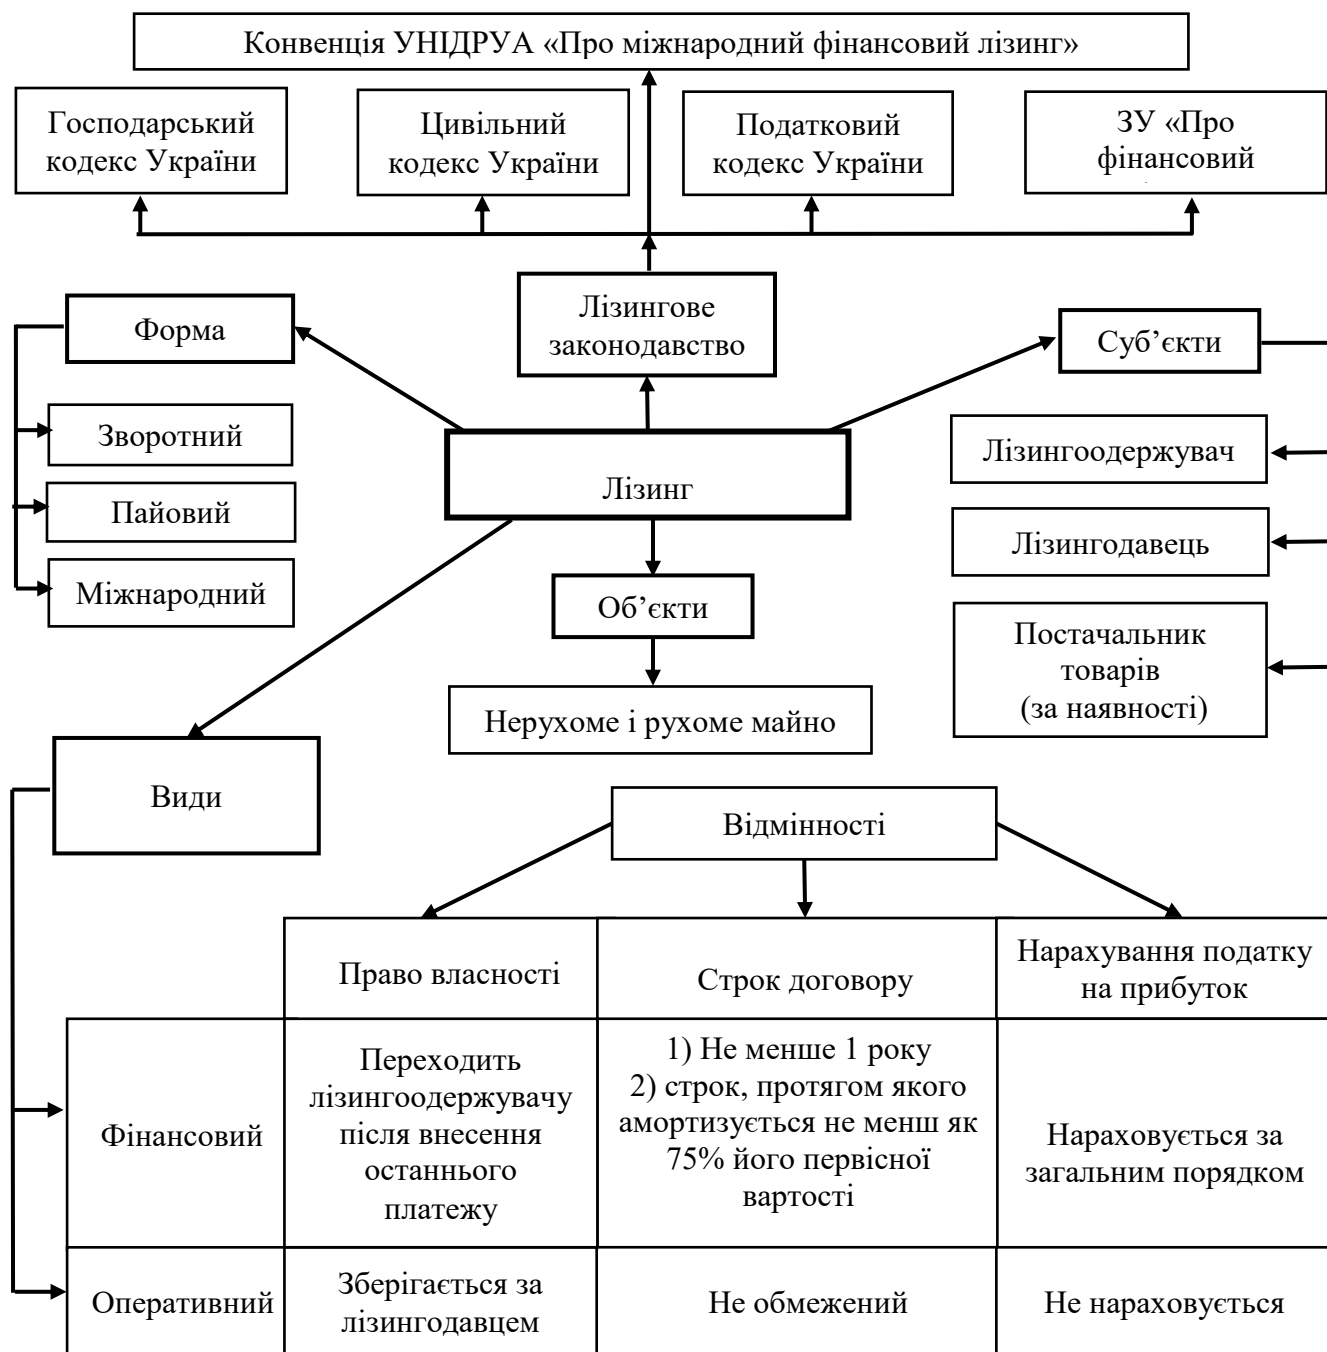 Конвенція УНІДРУА «Про міжнародний фінансовий лізинг»
Господарський
кодекс України
Цивільний
кодекс України
Податковий
кодекс України
ЗУ «Про
фінансовий
Лізингове
законодавство
Форма
Суб’єкти
Зворотний
Лізингоодержувач
Лізинг
Пайовий
Лізингодавець
Міжнародний
Об’єкти
Постачальник
товарів
(за наявності)
Нерухоме і рухоме майно
Види
Відмінності
Право власності
Строк договору
Нарахування податку
на прибуток
Фінансовий
Переходить
лізингоодержувачу
після внесення
останнього
платежу
1) Не менше 1 року
2) строк, протягом якого
амортизується не менш як
75% його первісної
вартості
Нараховується за
загальним порядком
Оперативний
Зберігається за
лізингодавцем
Не обмежений
Не нараховується